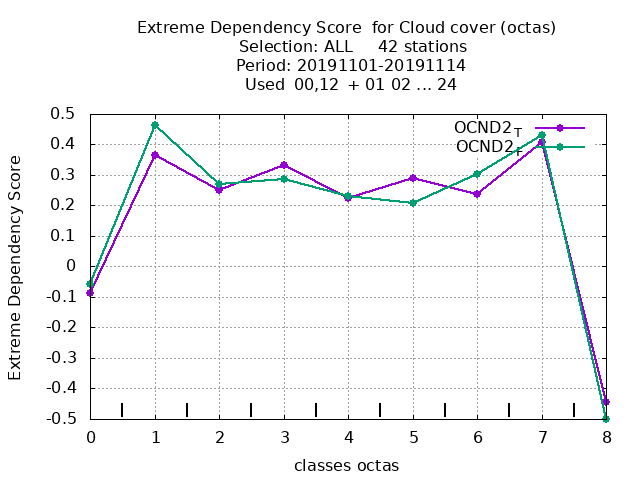 Extreme Dependency Score  for Cloud cover (octas)
Selection: ALL     42 stations
Period: 20191101-20191114
Used  00,12  + 01 02 ... 24
OCND2_T
OCND2_F
Extreme Dependency Score
0.5
0.4
0.3
0.2
0.1
0
-0.1
-0.2
-0.3
-0.4
-0.5
0 1 2 3 4 5 6 7 8
classes octas